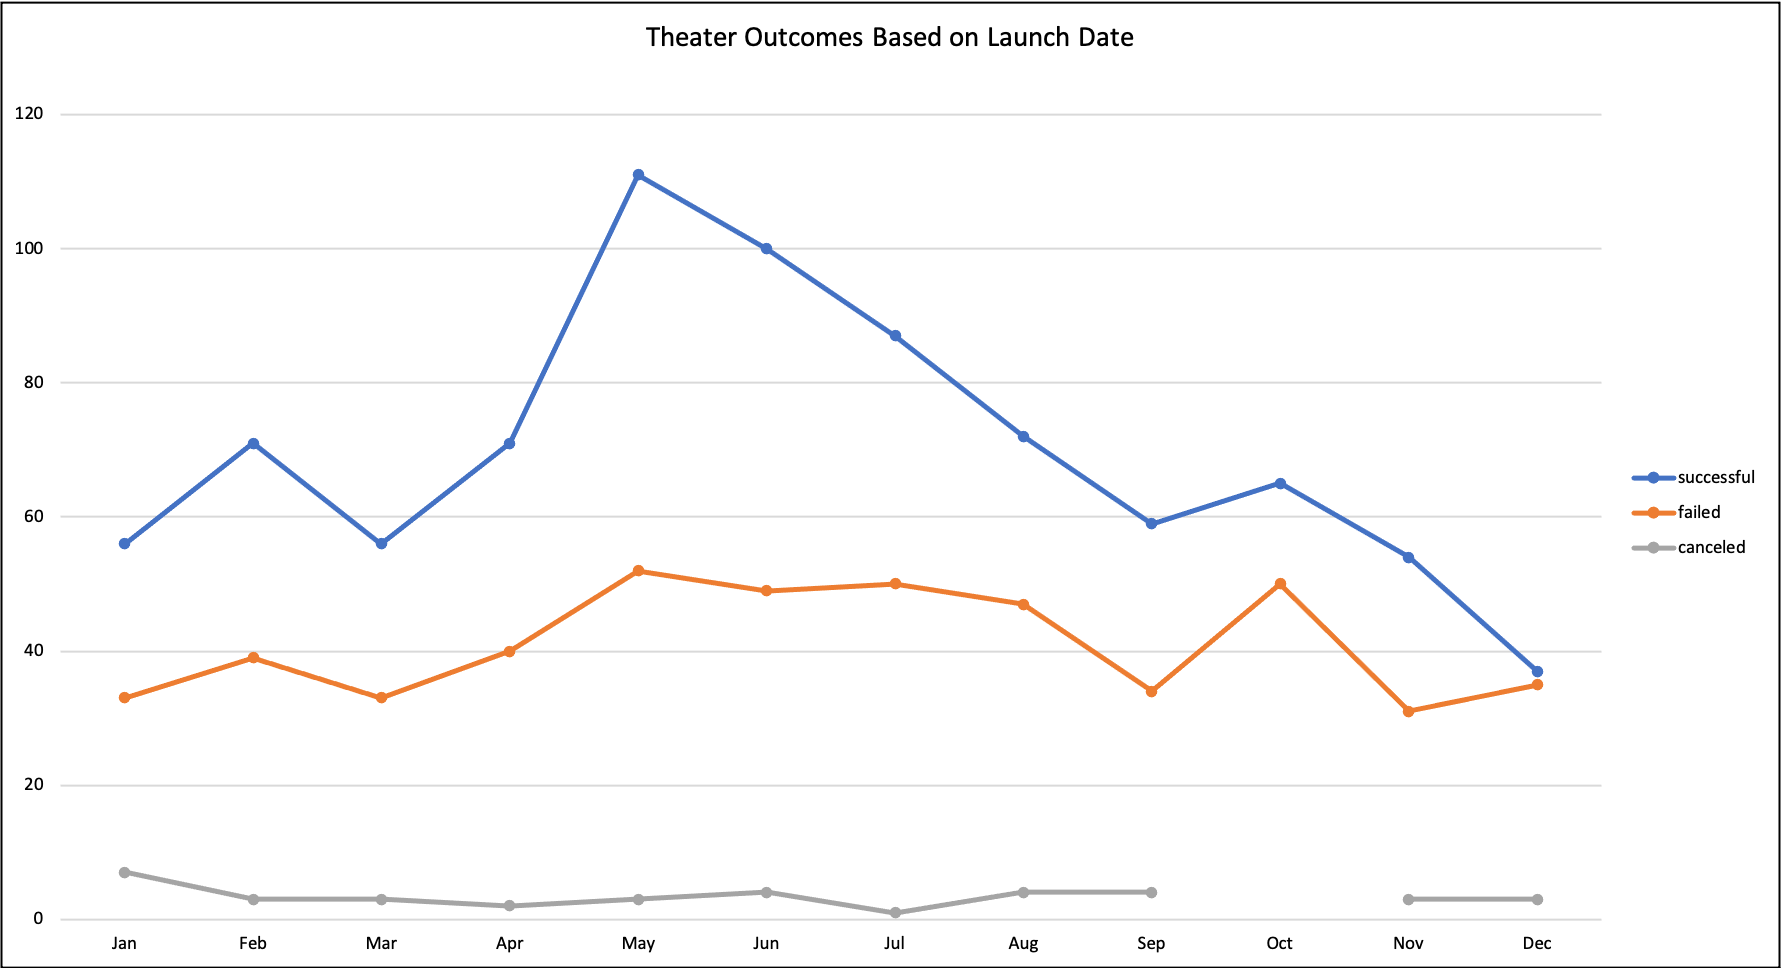 Theater Outcomes Based on Launch Date
120
100
80
60
40
20
0
Jan Feb Mar Apr May Jun Jul Aug Sep Oct Nov Dec
successful
failed
canceled